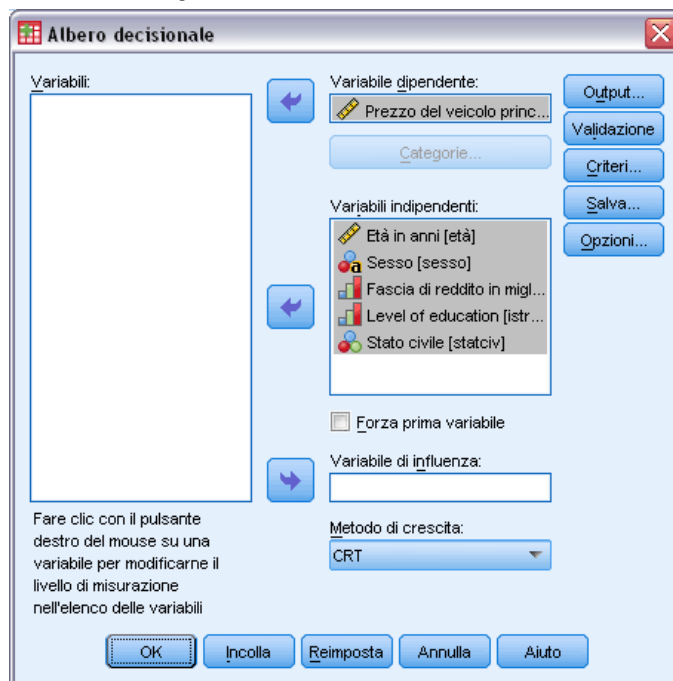 Albero decisionale
Variabili:
Variabile dipendente:
Prezzo del veicolo princ...
Categorie...
Variabili indipendenti:
Età in anni [età]
a Sesso [sesso]
Fascia di reddito in migl...
Level of education [istr...
Stato civile [statciv]
Forza prima variabile
Variabile di influenza:
Metodo di crescita:
CRT
Output...
Validazione
Criteri...
Salva...
Opzioni...
Fare clic con il pulsante
destro del mouse su una
variabile per modificarne il
livello di misurazione
nell'elenco delle variabili
OK Incolla Reimposta Annulla Aiuto